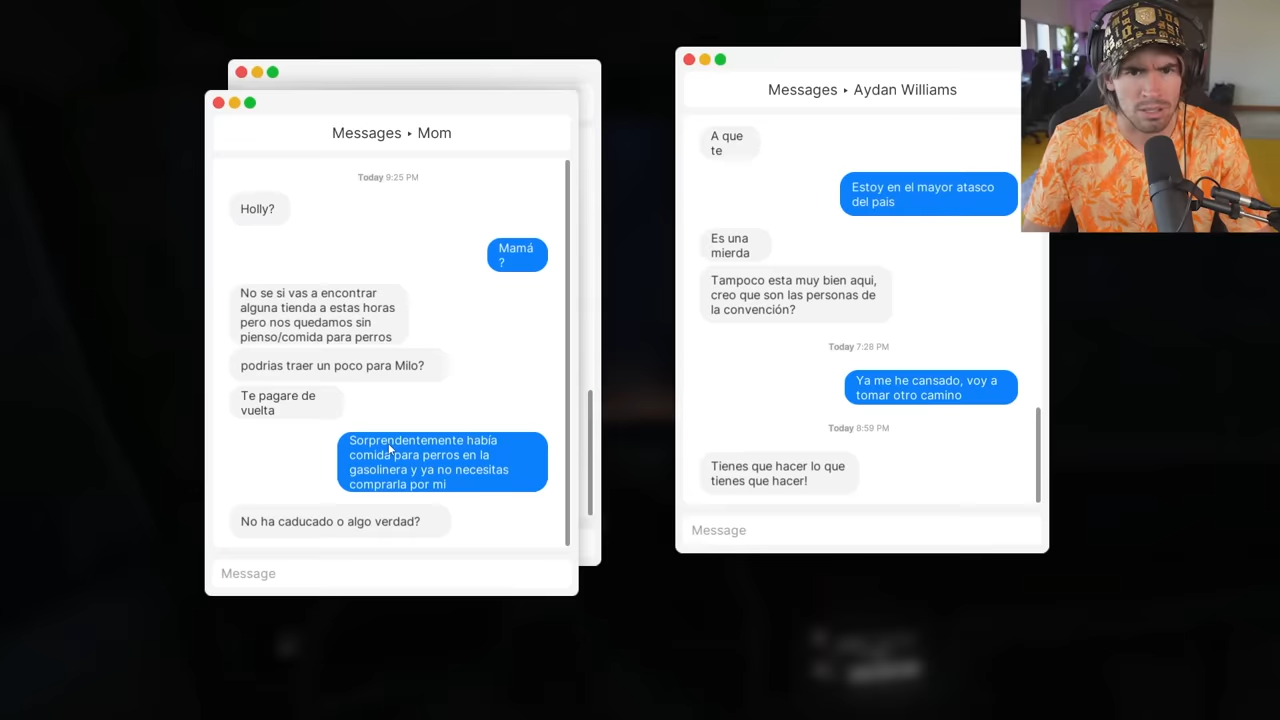 Messages ▸ Mom
Today 9:25 PM
Holly?
Mamá
?
No se si vas a encontrar
alguna tienda a estas horas
pero nos quedamos sin
pienso/comida para perros
podrias traer un poco para Milo?
Te pagare de
vuelta
Sorprendentemente había
comida para perros en la
gasolinera y ya no necesitas
comprarla por mi
No ha caducado o algo verdad?
Message
Messages ▸ Aydan Williams
A que
te
Estoy en el mayor atasco
del pais
Es una
mierda
Tampoco esta muy bien aqui,
creo que son las personas de
la convención?
Today 7:28 PM
Ya me he cansado, voy a
tomar otro camino
Today 8:59 PM
Tienes que hacer lo que
tienes que hacer!
Message